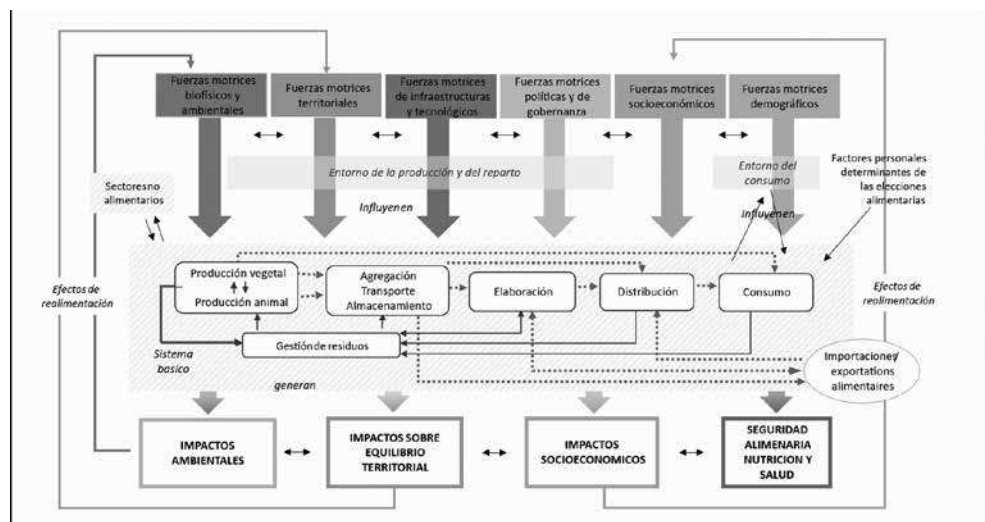 Fuerzas motrices
biofísicos y
ambientales
Fuerzas motrices
territoriales
Fuerzas motrices
de infraestructuras
y tecnológicos
Fuerzas motrices
políticas y de
gobernanza
Fuerzas motrices
socioeconómicos
Fuerzas motrices
demográficos
Entorno de la producción y del reparto
Entorno del
consumo
Factores personales
determinantes de
las elecciones
alimentarias
Sectoresno
alimentarios
Influyenen
Influyenen
Efectos de
realimentación
Producción vegetal
Producción animal
Agregación
Transporte
Almacenamiento
Elaboración
Distribución
Consumo
Efectos de
realimentación
Gestión de residuos
Sistema
basico
generan
Importaciones/
exportations
alimentaires
IMPACTOS
AMBIENTALES
IMPACTOS SOBRE
EQUILIBRIO
TERRITORIAL
IMPACTOS
SOCIOECONOMICOS
SEGURIDAD
ALIMENARIA
NUTRICION Y
SALUD